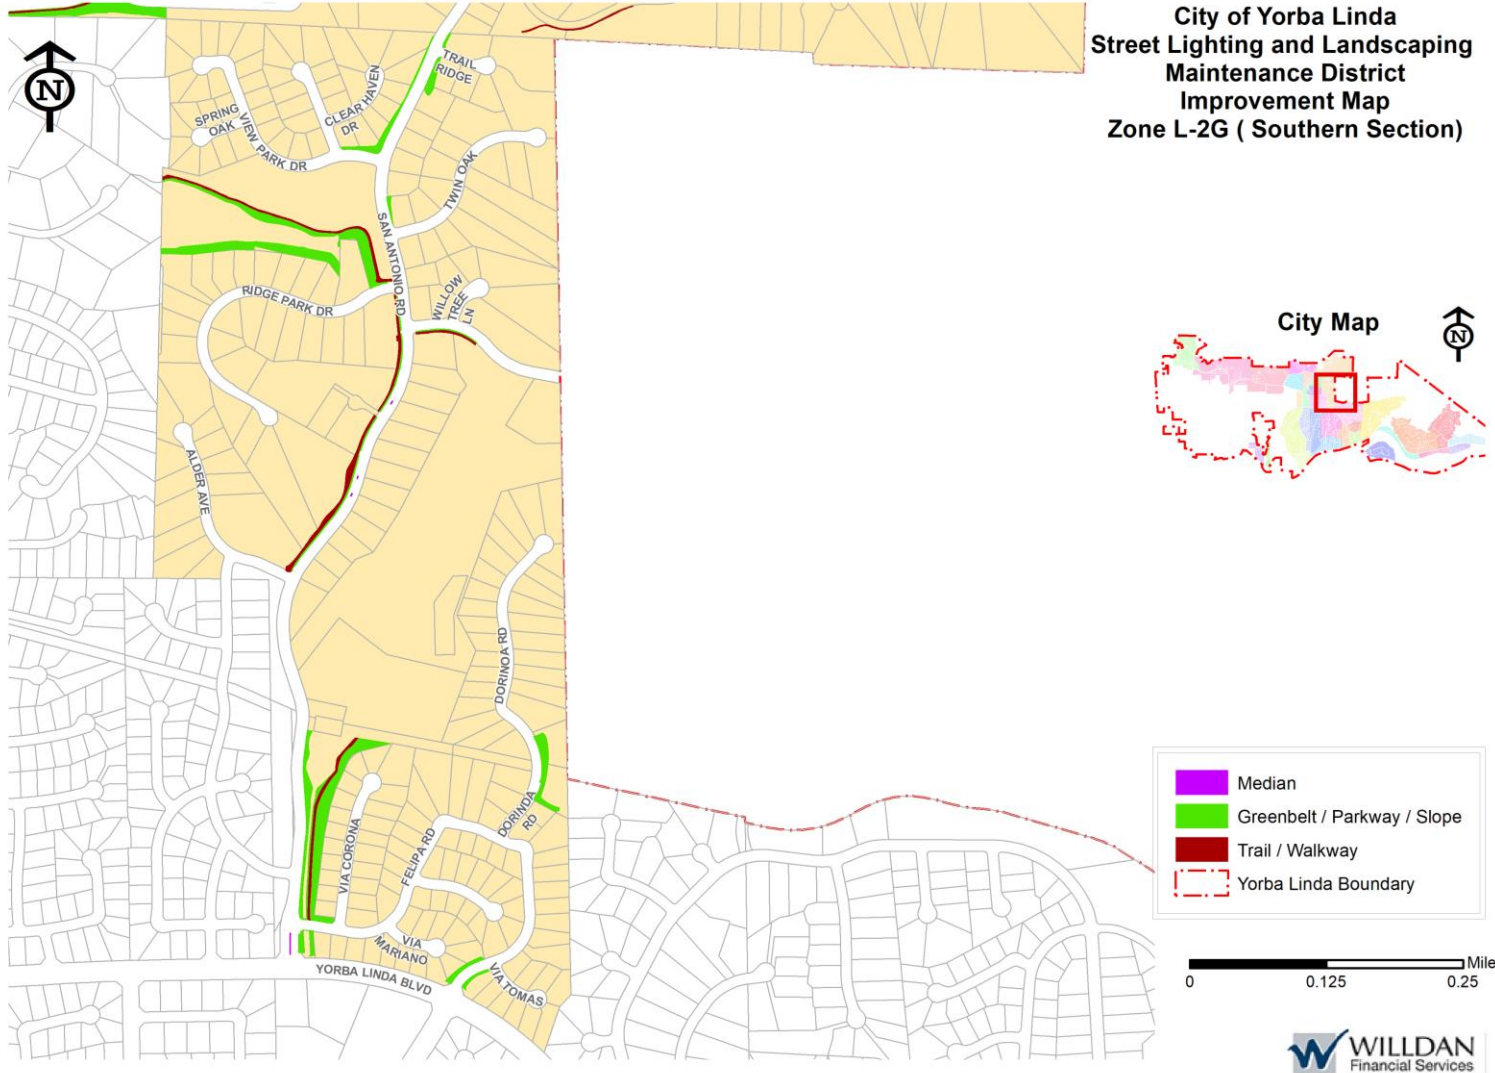 City of Yorba Linda
Street Lighting and Landscaping
Maintenance District
Improvement Map
Zone L-2G ( Southern Section)
N
TRAIL
RIDGE
CLEAR HAVEN
DR
SPRING
OAK
VIEW PARK DR
TWIN OAK
SAN ANTONIO RD
WILLOW
TREE
LN
RIDGE PARK DR
City Map
N
ALDER AVE
DORINOA RD
DORINDA
RD
VIA CORONA
FELIPA RD
VIA
MARIANO
YORBA LINDA BLVD
VIA TOMAS
Median
Greenbelt / Parkway / Slope
Trail / Walkway
Yorba Linda Boundary
Mile
0 0.125 0.25
W WILLDAN
Financial Services